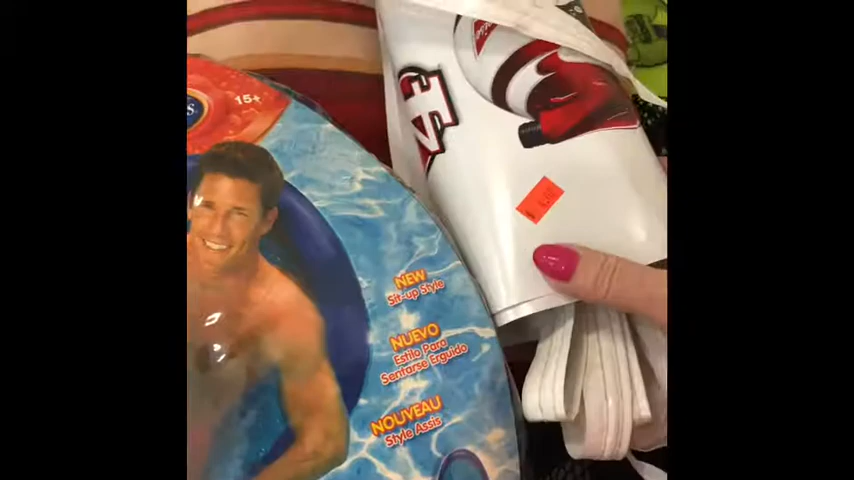 15+
NEW
Sit-up Style
NUEVO
Estilo Para
Sentarse Erguido
NOUVEAU
Style Assis